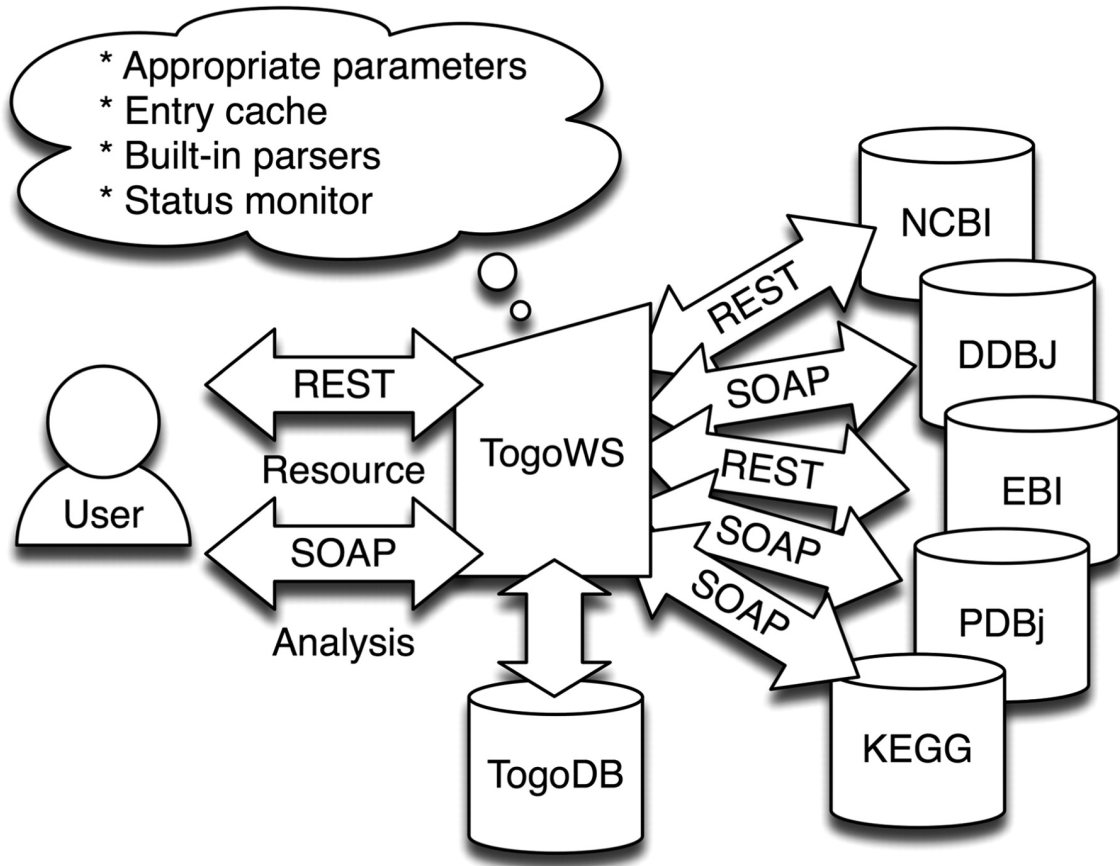 * Appropriate parameters
* Entry cache
* Built-in parsers
* Status monitor
NCBI
REST
DDBJ
SOAP
REST
TogoWS
Resource
REST
EBI
User
SOAP
SOAP
Analysis
SOAP
PDBj
KEGG
TogoDB